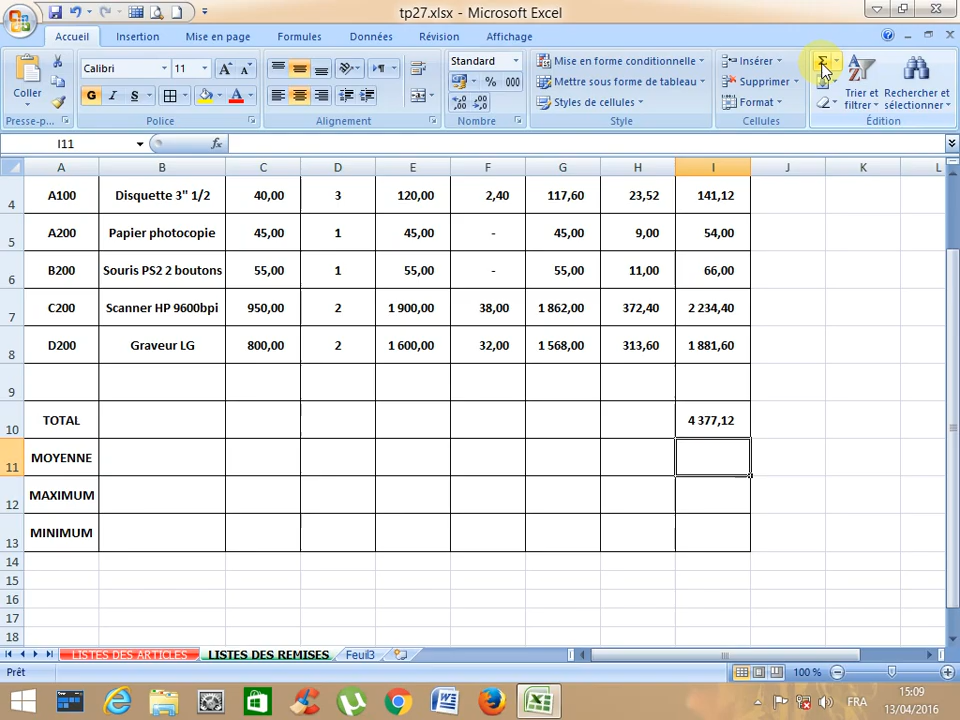 tp27.xlsx - Microsoft Excel
Accueil Insertion Mise en page Formules Données Révision Affichage
Coller
Presse-p...
Calibri 11
G I S
Police
Alignement
Standard
% 000
Nombre
Mise en forme conditionnelle
Mettre sous forme de tableau
Styles de cellules
Style
Insérer
Supprimer
Format
Cellules
Σ
Trier et filtrer
Rechercher et sélectionner
Édition
I11 fx
A B C D E F G H I J K L
4 A100 Disquette 3" 1/2 40,00 3 120,00 2,40 117,60 23,52 141,12
5 A200 Papier photocopie 45,00 1 45,00 - 45,00 9,00 54,00
6 B200 Souris PS2 2 boutons 55,00 1 55,00 - 55,00 11,00 66,00
7 C200 Scanner HP 9600bpi 950,00 2 1 900,00 38,00 1 862,00 372,40 2 234,40
8 D200 Graveur LG 800,00 2 1 600,00 32,00 1 568,00 313,60 1 881,60
9
10 TOTAL 4 377,12
11 MOYENNE
12 MAXIMUM
13 MINIMUM
14
15
16
17
18
LISTES DES ARTICLES LISTES DES REMISES Feuil3
Prêt 100 %
FRA
15:09
13/04/2016